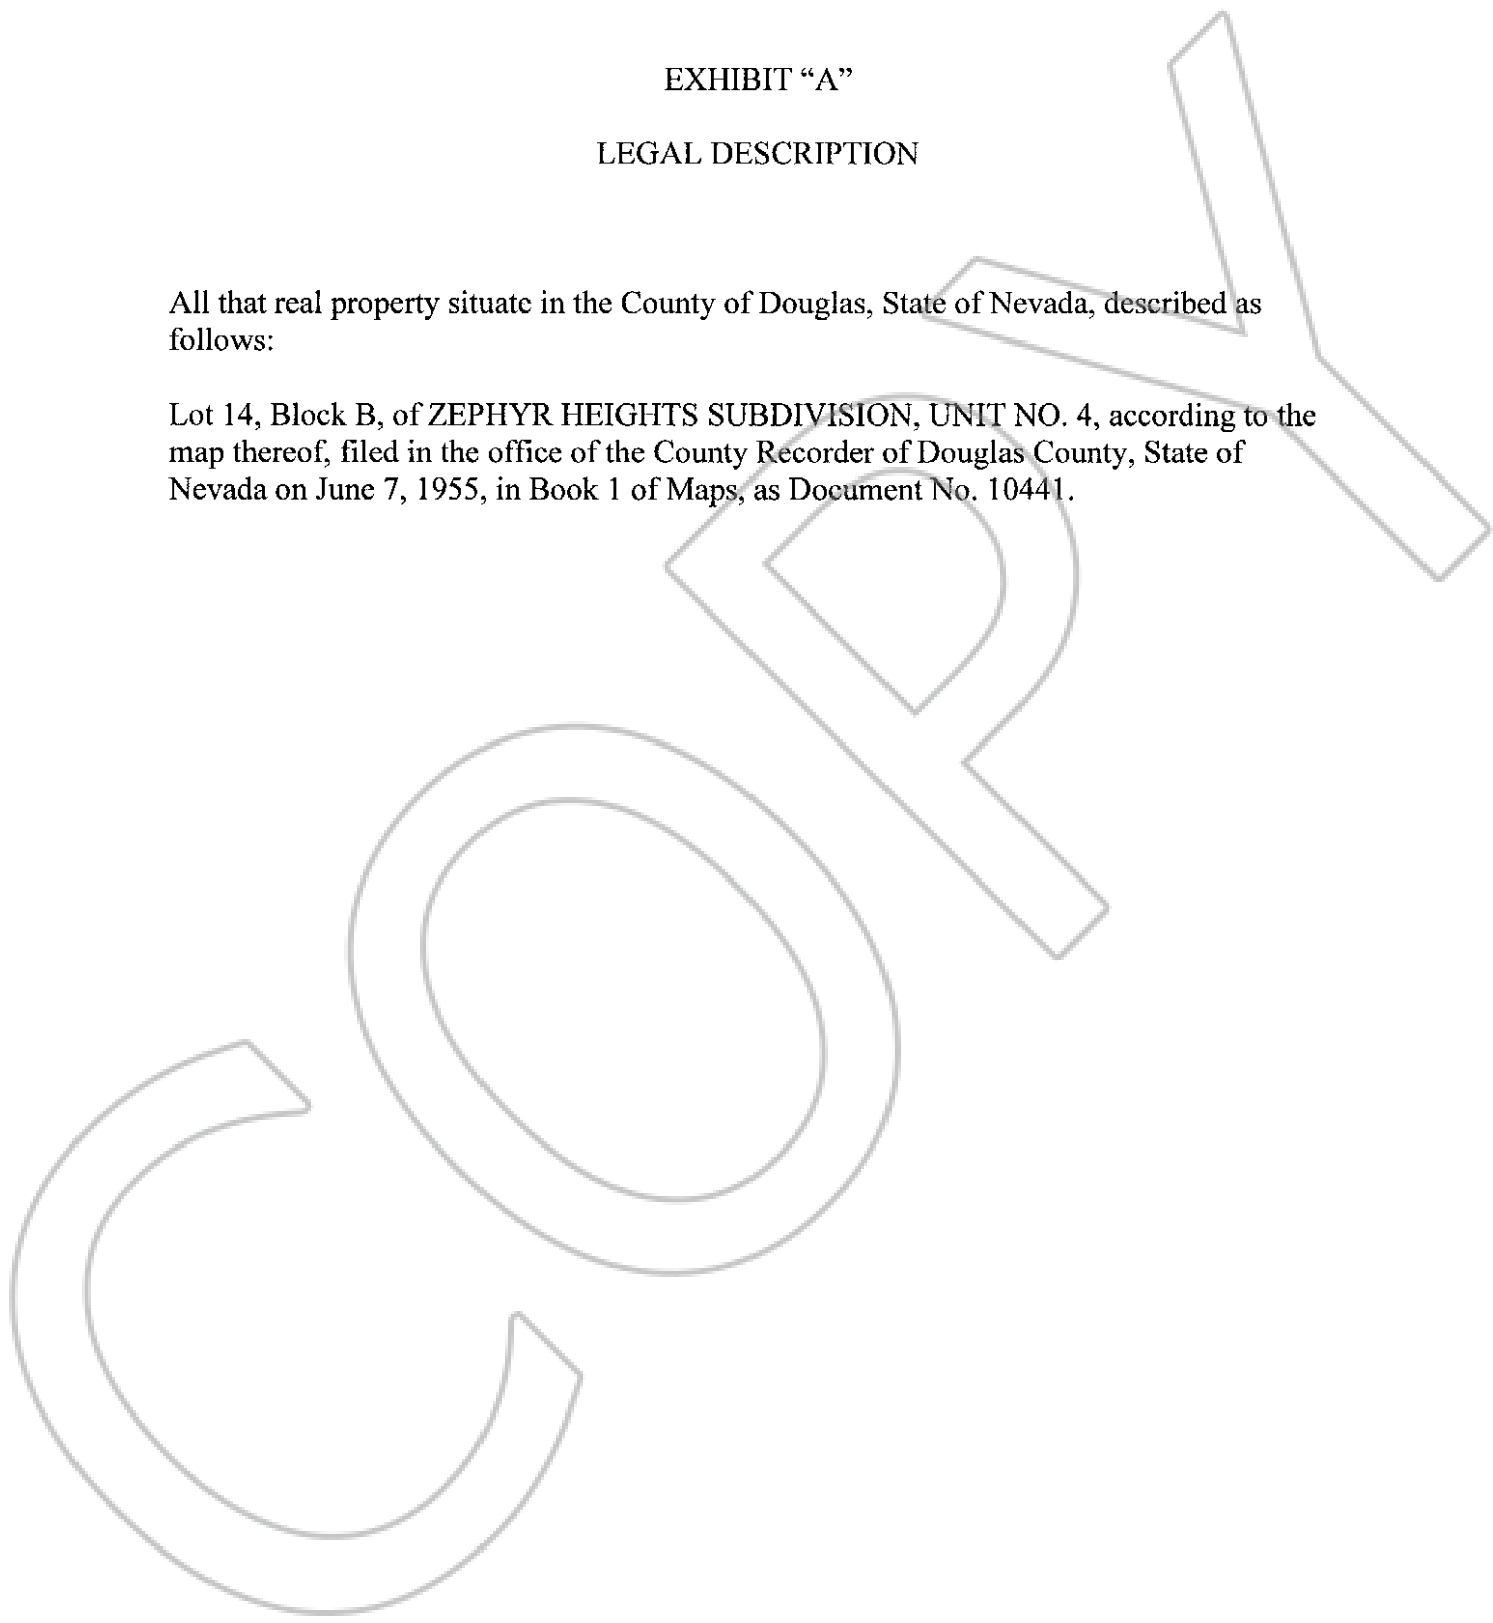 EXHIBIT “A”
LEGAL DESCRIPTION
All that real property situate in the County of Douglas, State of Nevada, described as
follows:
Lot 14, Block B, of ZEPHYR HEIGHTS SUBDIVISION, UNIT NO. 4, according to the
map thereof, filed in the office of the County Recorder of Douglas County, State of
Nevada on June 7, 1955, in Book 1 of Maps, as Document No. 10441.
COPY